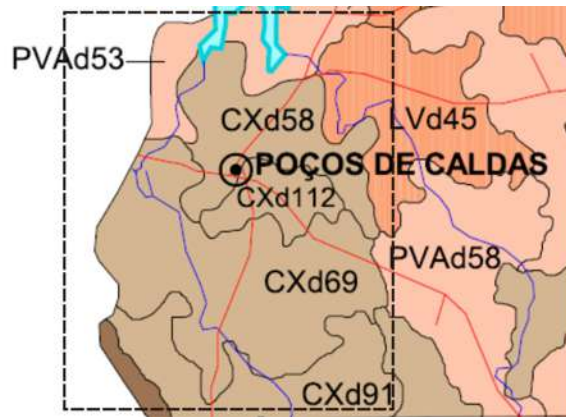 PVAd53
CXd58
LVd45
POÇOS DE CALDAS
CXd112
PVAd58
CXd69
CXd91